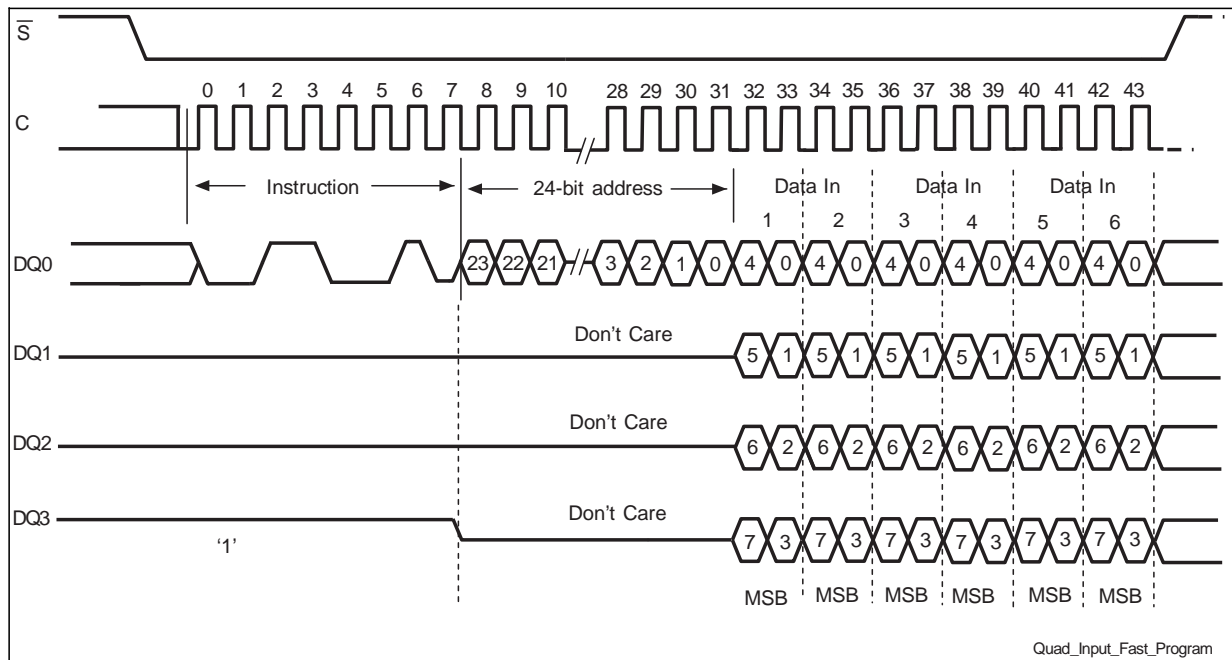 S
0 1 2 3 4 5 6 7 8 9 10 28 29 30 31 32 33 34 35 36 37 38 39 40 41 42 43
C
Instruction 24-bit address Data In Data In Data In
1 2 3 4 5 6
DQ0 23 22 21 3 2 1 0 4 0 4 0 4 0 4 0 4 0 4 0
Don't Care
DQ1 5 1 5 1 5 1 5 1 5 1 5 1
Don't Care
DQ2 6 2 6 2 6 2 6 2 6 2 6 2
DQ3 Don't Care
‘1’ 7 3 7 3 7 3 7 3 7 3 7 3
MSB MSB MSB MSB MSB MSB
Quad_Input_Fast_Program